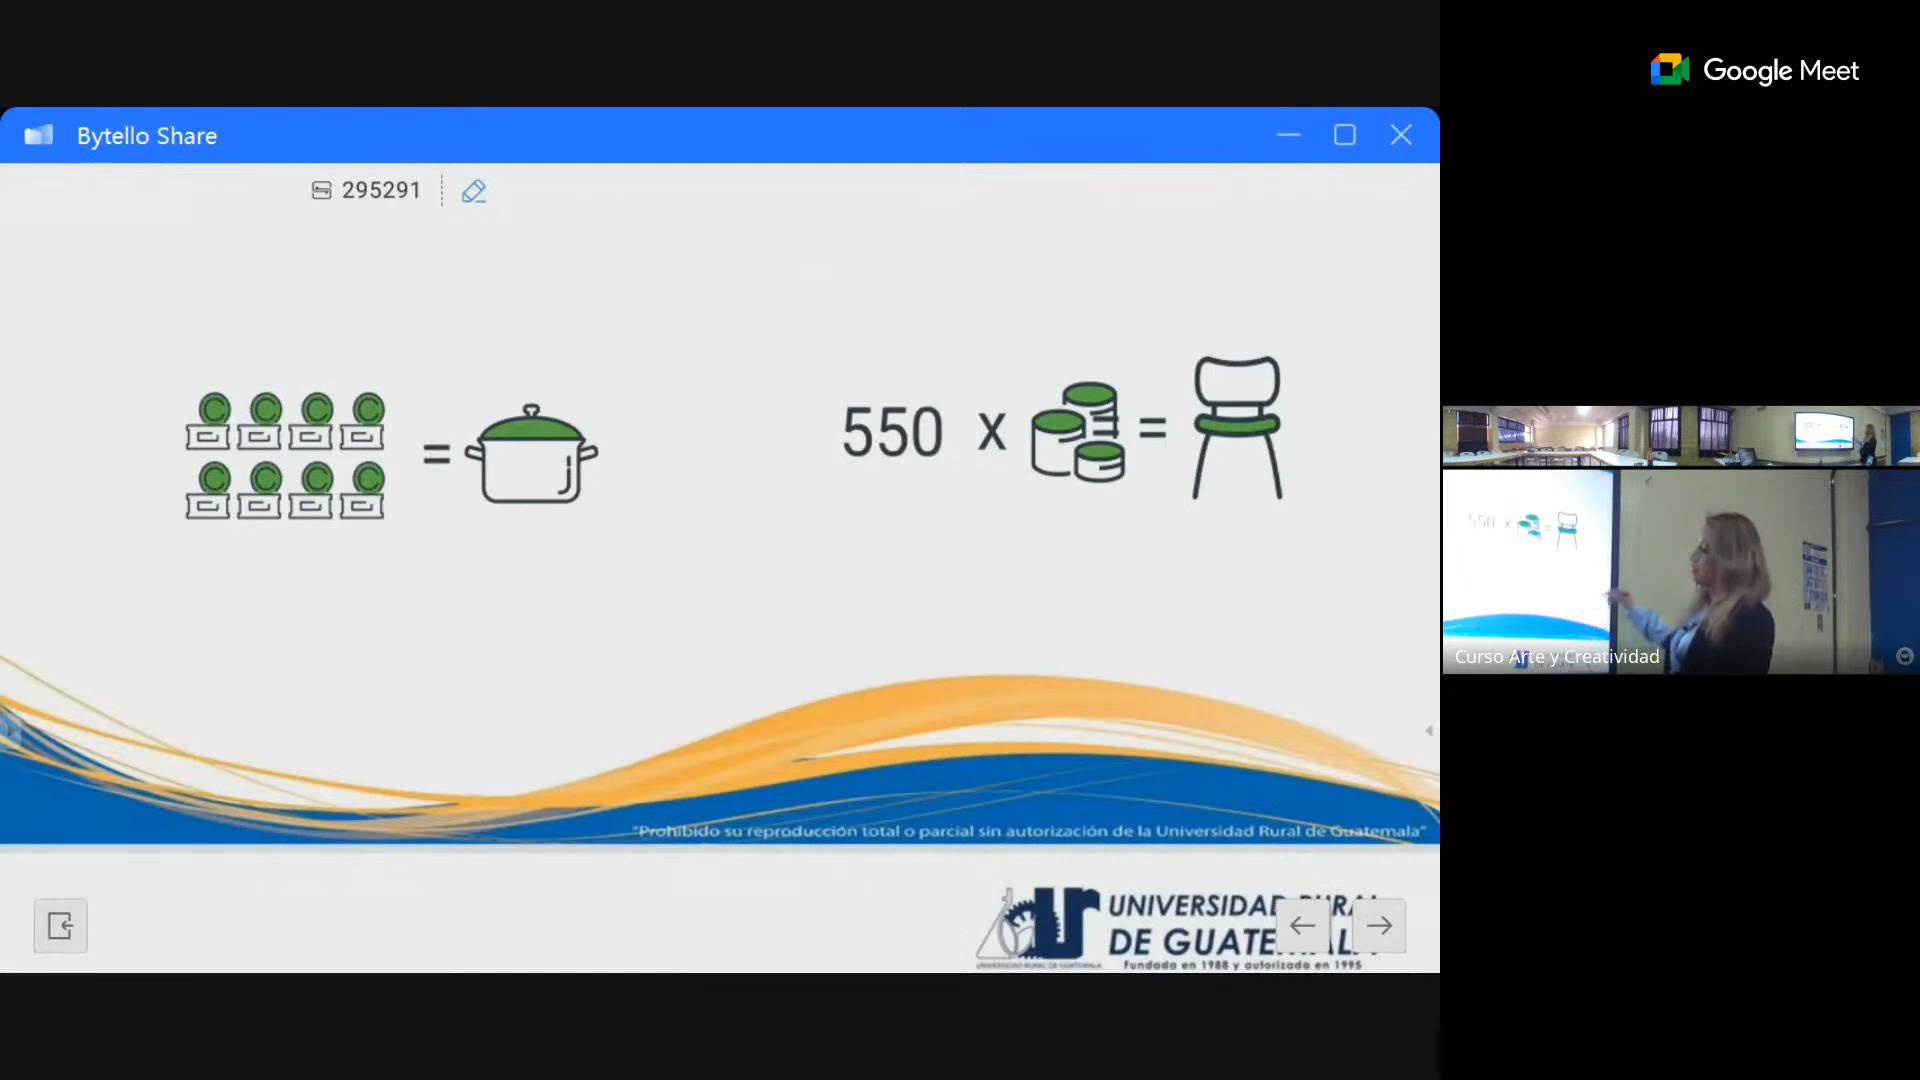 Google Meet
Bytello Share
295291
=
550 x =
"Prohibido su reproducción total o parcial sin autorización de la Universidad Rural de Guatemala"
UNIVERSIDAD RURAL
DE GUATEMALA
Fundada en 1988 y autorizada en 1995
550 x =
Curso Arte y Creatividad